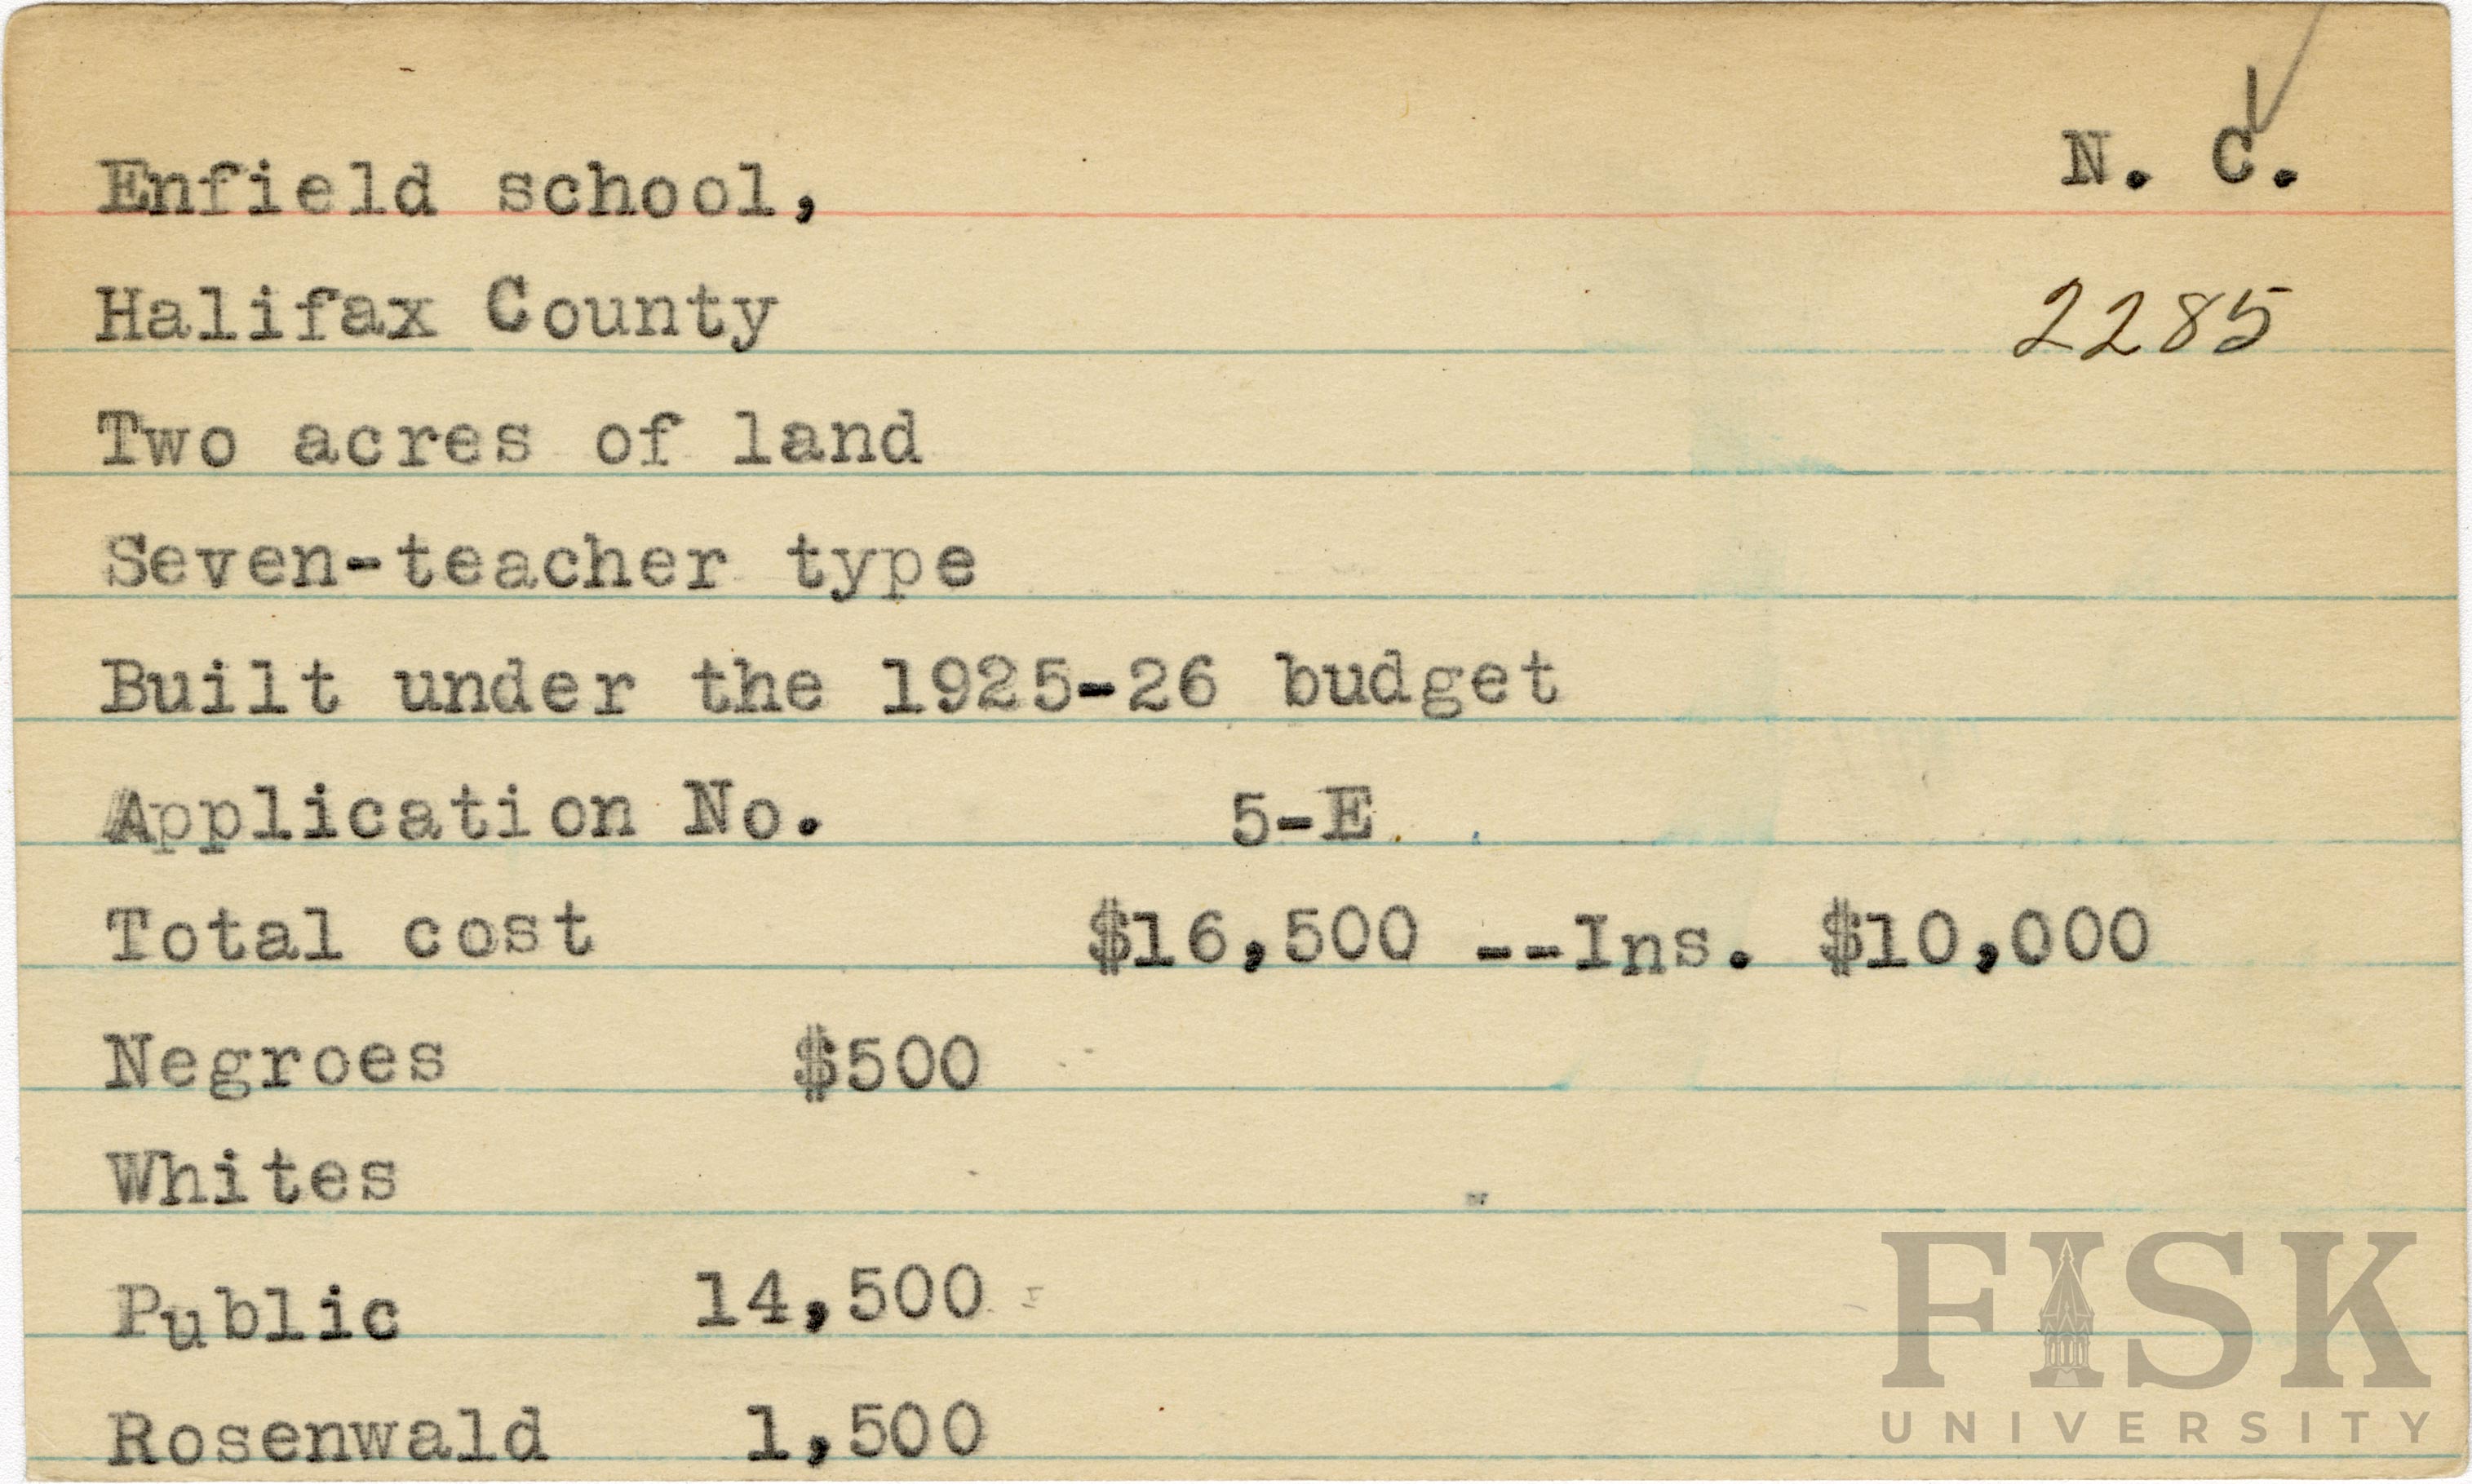 N. C.
Enfield school,
2285
Halifax County
Two acres of land
Seven-teacher type
Built under the 1925-26 budget
Application No. 5-E
Total cost $16,500 --Ins. $10,000
Negroes $500
Whites
Public 14,500
Rosenwald 1,500
FISK
UNIVERSITY